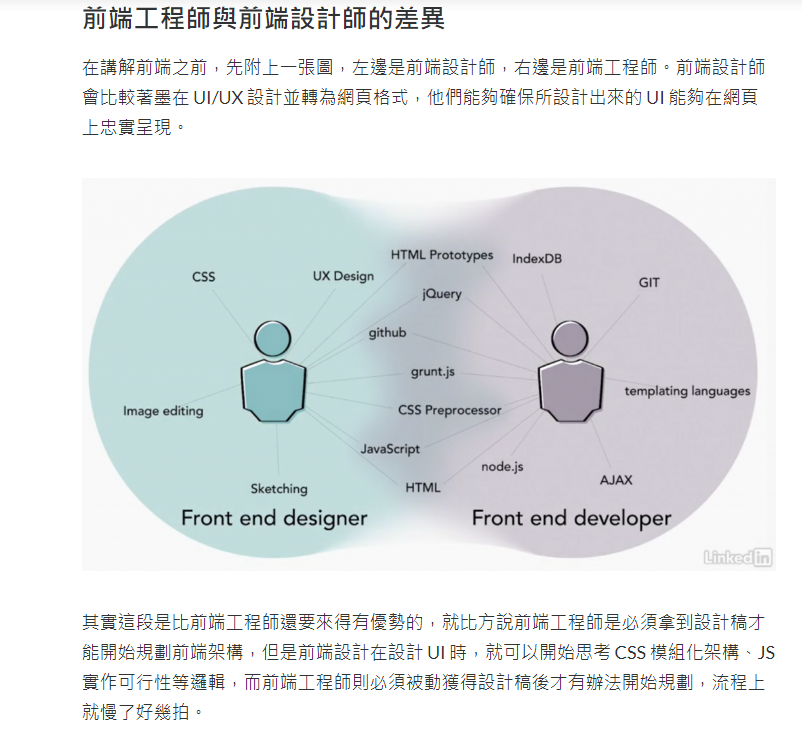 前端工程師與前端設計師的差異
在講解前端之前，先附上一張圖，左邊是前端設計師，右邊是前端工程師。前端設計師
會比較著墨在 UI/UX 設計並轉為網頁格式，他們能夠確保所設計出來的 UI 能夠在網頁
上忠實呈現。
HTML Prototypes
IndexDB
CSS
UX Design
GIT
jQuery
github
grunt.js
templating languages
Image editing
CSS Preprocessor
JavaScript
node.js
AJAX
Sketching
HTML
Front end designer
Front end developer
LinkedIn
其實這段是比前端工程師還要來得有優勢的，就比方說前端工程師是必須拿到設計稿才
能開始規劃前端架構，但是前端設計在設計 UI 時，就可以開始思考 CSS 模組化架構、JS
實作可行性等邏輯，而前端工程師則必須被動獲得設計稿後才有辦法開始規劃，流程上
就慢了好幾拍。